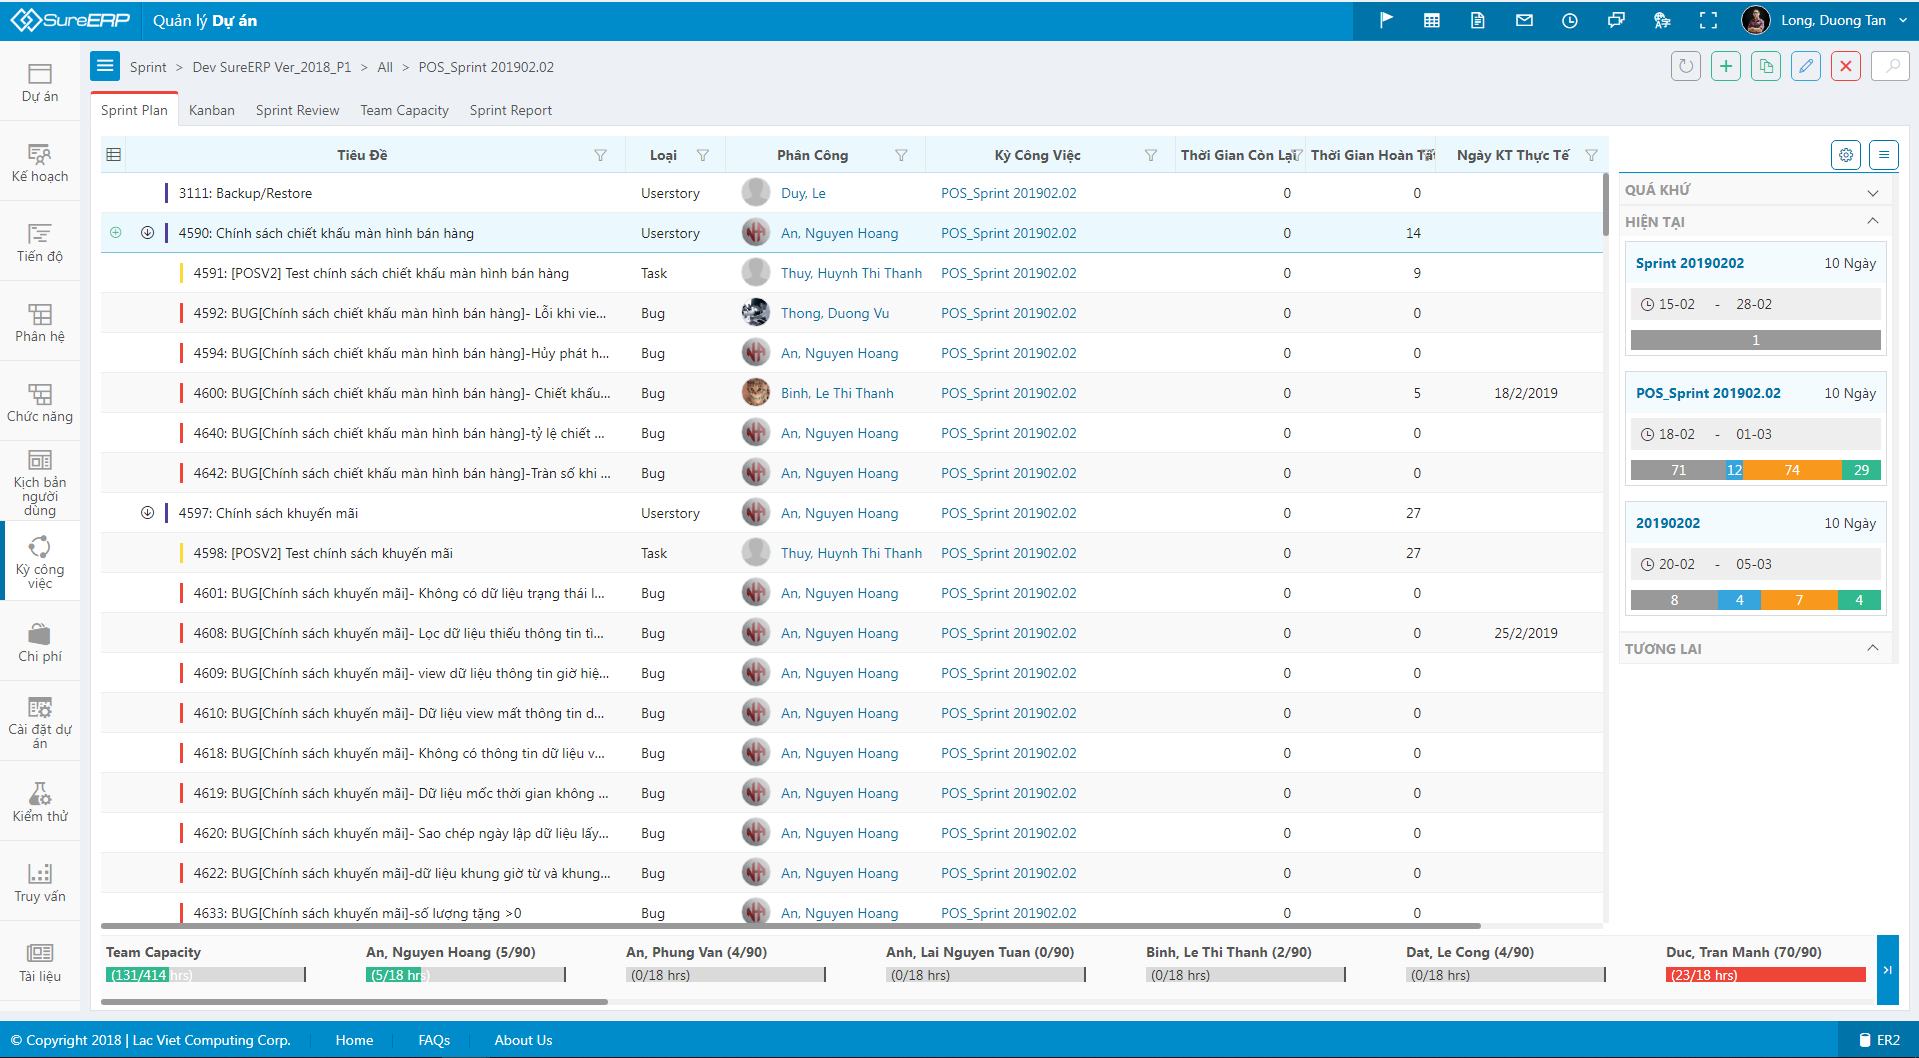 SureERP Quản lý Dự án Long, Duong Tan
Dự án
Kế hoạch
Tiến độ
Phân hệ
Chức năng
Kịch bản người dùng
Kỳ công việc
Chi phí
Cài đặt dự án
Kiểm thử
Truy vấn
Tài liệu
Sprint > Dev SureERP Ver_2018_P1 > All > POS_Sprint 201902.02
Sprint Plan Kanban Sprint Review Team Capacity Sprint Report
Tiêu Đề Loại Phân Công Kỳ Công Việc Thời Gian Còn Lại Thời Gian Hoàn Tất Ngày KT Thực Tế
3111: Backup/Restore Userstory Duy, Le POS_Sprint 201902.02 0 0
4590: Chính sách chiết khấu màn hình bán hàng Userstory An, Nguyen Hoang POS_Sprint 201902.02 0 14
4591: [POSV2] Test chính sách chiết khấu màn hình bán hàng Task Thuy, Huynh Thi Thanh POS_Sprint 201902.02 0 9
4592: BUG[Chính sách chiết khấu màn hình bán hàng]- Lỗi khi vie... Bug Thong, Duong Vu POS_Sprint 201902.02 0 0
4594: BUG[Chính sách chiết khấu màn hình bán hàng]-Hủy phát h... Bug An, Nguyen Hoang POS_Sprint 201902.02 0 0
4600: BUG[Chính sách chiết khấu màn hình bán hàng]- Chiết khấu... Bug Binh, Le Thi Thanh POS_Sprint 201902.02 0 5 18/2/2019
4640: BUG[Chính sách chiết khấu màn hình bán hàng]-tỷ lệ chiết ... Bug An, Nguyen Hoang POS_Sprint 201902.02 0 0
4642: BUG[Chính sách chiết khấu màn hình bán hàng]-Tràn số khi ... Bug An, Nguyen Hoang POS_Sprint 201902.02 0 0
4597: Chính sách khuyến mãi Userstory An, Nguyen Hoang POS_Sprint 201902.02 0 27
4598: [POSV2] Test chính sách khuyến mãi Task Thuy, Huynh Thi Thanh POS_Sprint 201902.02 0 27
4601: BUG[Chính sách khuyến mãi]- Không có dữ liệu trạng thái l... Bug An, Nguyen Hoang POS_Sprint 201902.02 0 0
4608: BUG[Chính sách khuyến mãi]- Lọc dữ liệu thiếu thông tin tì... Bug An, Nguyen Hoang POS_Sprint 201902.02 0 0 25/2/2019
4609: BUG[Chính sách khuyến mãi]- view dữ liệu thông tin giờ hiệ... Bug An, Nguyen Hoang POS_Sprint 201902.02 0 0
4610: BUG[Chính sách khuyến mãi]- Dữ liệu view mất thông tin d... Bug An, Nguyen Hoang POS_Sprint 201902.02 0 0
4618: BUG[Chính sách khuyến mãi]- Không có thông tin dữ liệu v... Bug An, Nguyen Hoang POS_Sprint 201902.02 0 0
4619: BUG[Chính sách khuyến mãi]- Dữ liệu mốc thời gian không ... Bug An, Nguyen Hoang POS_Sprint 201902.02 0 0
4620: BUG[Chính sách khuyến mãi]- Sao chép ngày lập dữ liệu lấy... Bug An, Nguyen Hoang POS_Sprint 201902.02 0 0
4622: BUG[Chính sách khuyến mãi]-dữ liệu khung giờ từ và khung... Bug An, Nguyen Hoang POS_Sprint 201902.02 0 0
4633: BUG[Chính sách khuyến mãi]-số lượng tặng >0 Bug An, Nguyen Hoang POS_Sprint 201902.02 0 0
QUÁ KHỨ
HIỆN TẠI
Sprint 20190202 10 Ngày
15-02 - 28-02
1
POS_Sprint 201902.02 10 Ngày
18-02 - 01-03
71 12 74 29
20190202 10 Ngày
20-02 - 05-03
8 4 7 4
TƯƠNG LAI
Team Capacity An, Nguyen Hoang (5/90) An, Phung Van (4/90) Anh, Lai Nguyen Tuan (0/90) Binh, Le Thi Thanh (2/90) Dat, Le Cong (4/90) Duc, Tran Manh (70/90)
(131/414 hrs) (5/18 hrs) (0/18 hrs) (0/18 hrs) (0/18 hrs) (0/18 hrs) (23/18 hrs)
© Copyright 2018 | Lac Viet Computing Corp. Home FAQs About Us ER2